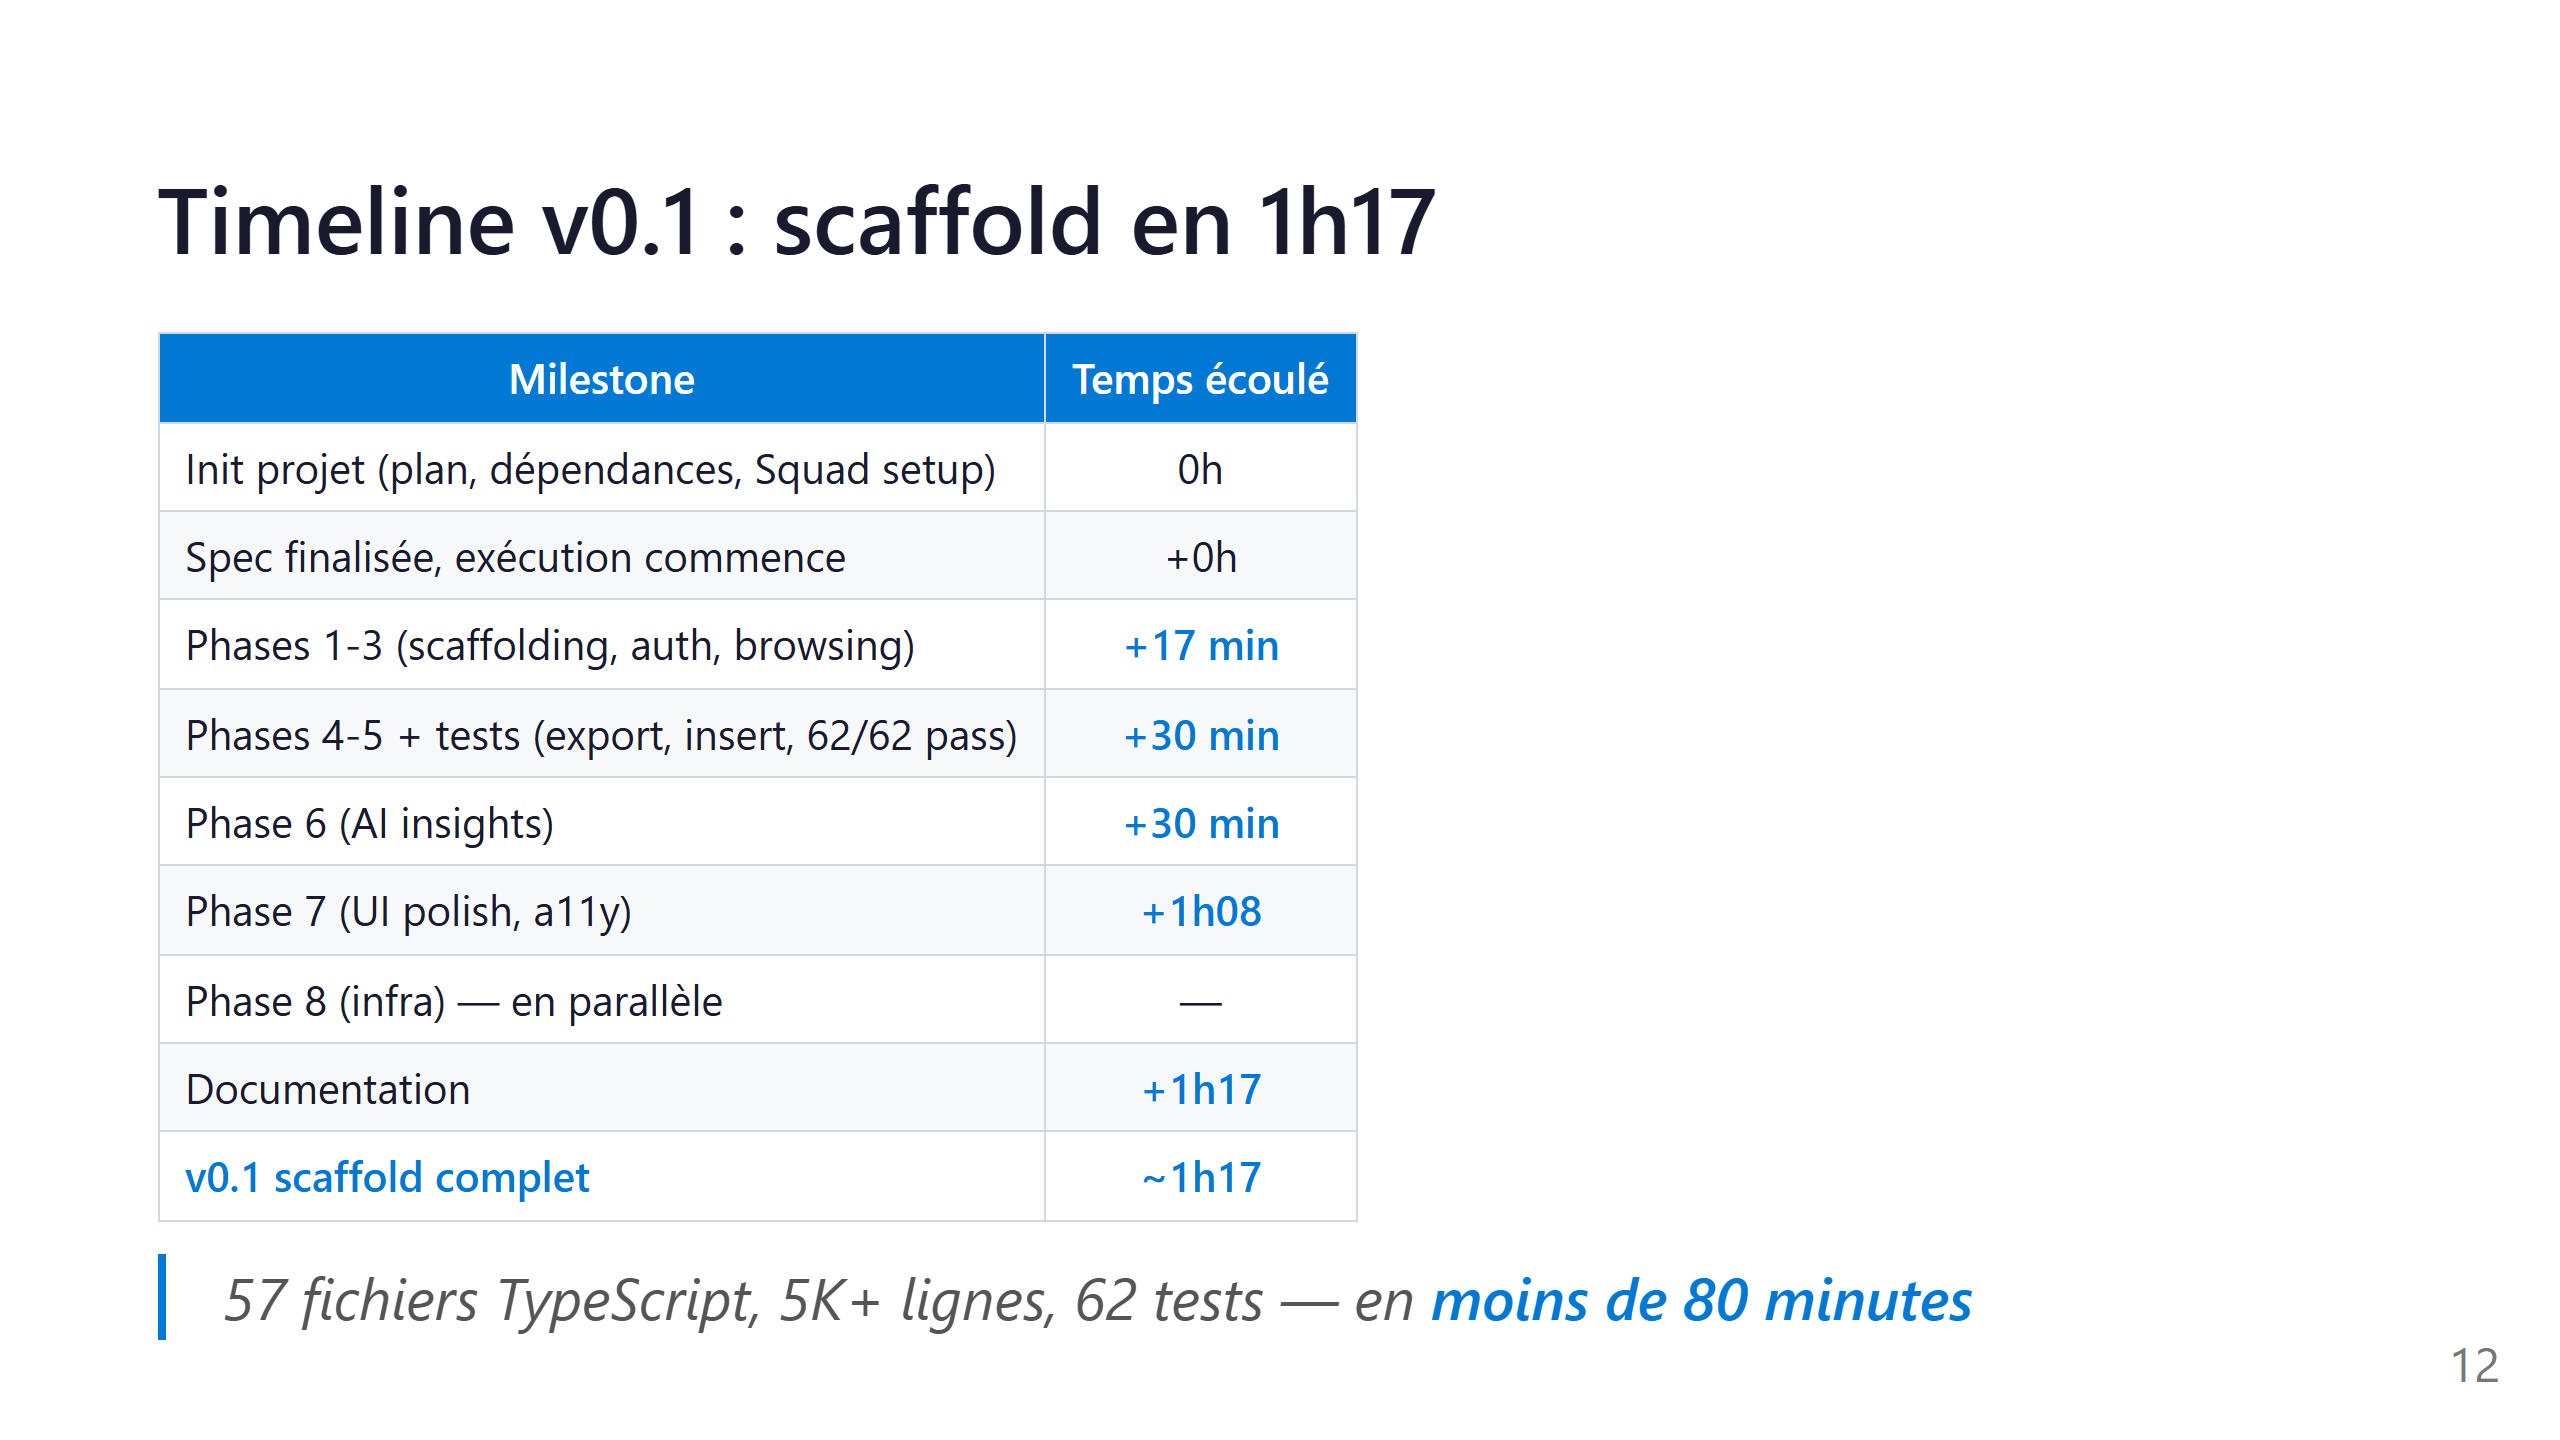 Timeline v0.1 : scaffold en 1h17
Milestone Temps écoulé
Init projet (plan, dépendances, Squad setup) 0h
Spec finalisée, exécution commence +0h
Phases 1-3 (scaffolding, auth, browsing) +17 min
Phases 4-5 + tests (export, insert, 62/62 pass) +30 min
Phase 6 (AI insights) +30 min
Phase 7 (UI polish, a11y) +1h08
Phase 8 (infra) — en parallèle —
Documentation +1h17
v0.1 scaffold complet ~1h17
57 fichiers TypeScript, 5K+ lignes, 62 tests — en moins de 80 minutes
12